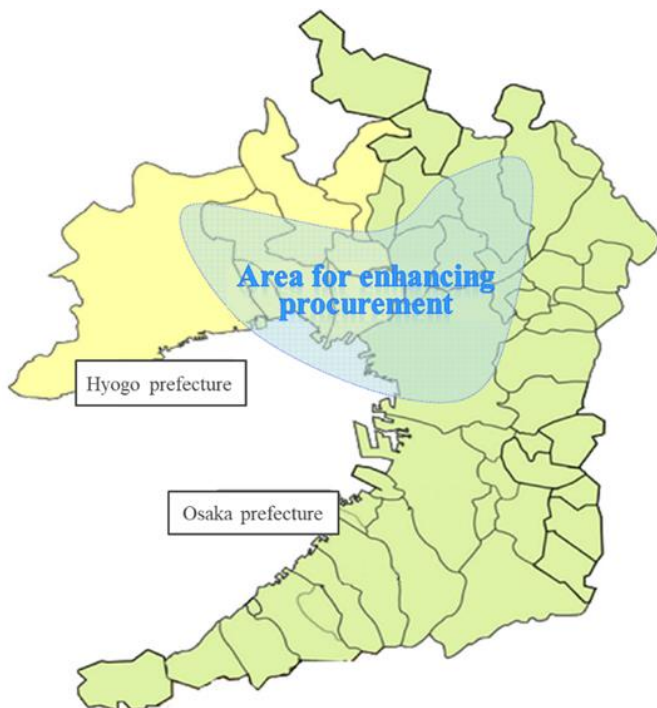 Area for enhancing
procurement
Hyogo prefecture
Osaka prefecture